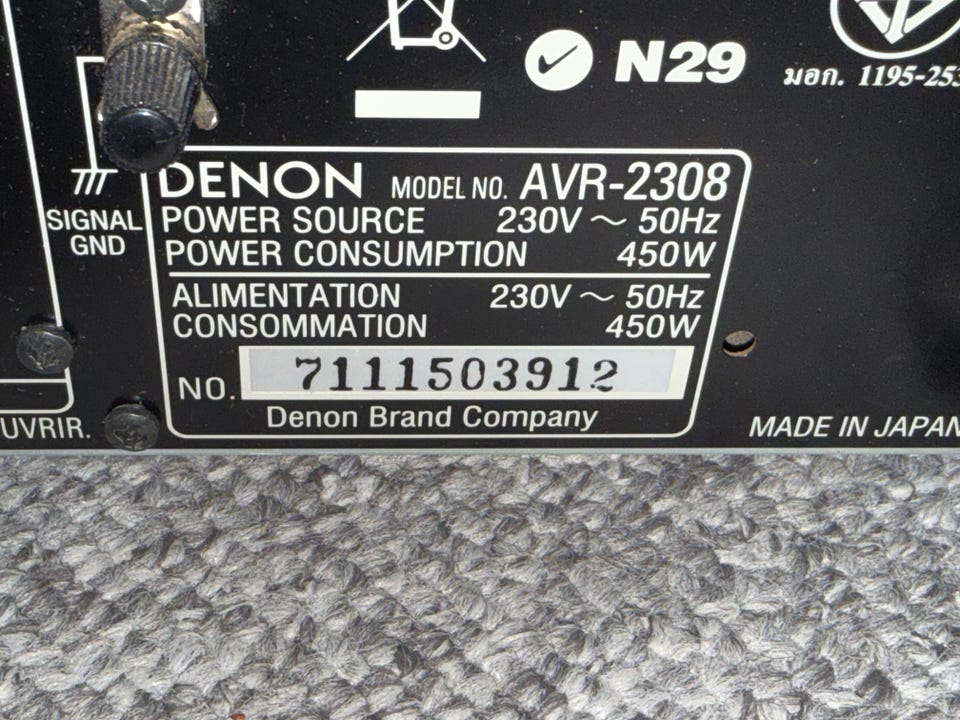 N29
มอก. 1195-253
SIGNAL
GND
DENON MODEL NO. AVR-2308
POWER SOURCE 230V ～ 50Hz
POWER CONSUMPTION 450W
ALIMENTATION 230V ～ 50Hz
CONSOMMATION 450W
NO. 7111503912
Denon Brand Company
UVRIR.
MADE IN JAPAN